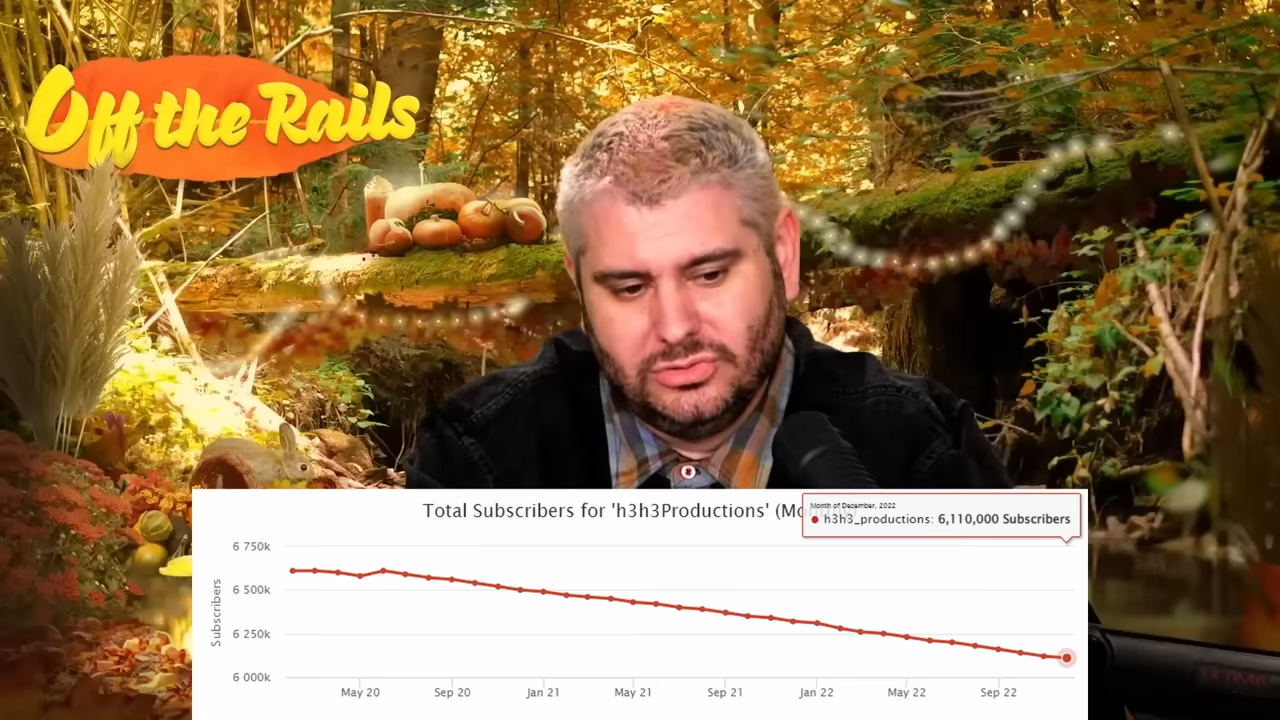 Off the Rails
Total Subscribers for 'h3h3Productions' (Mo
Month of December, 2022
h3h3_productions: 6,110,000 Subscribers
6 750k
6 500k
6 250k
6 000k
Subscribers
May 20
Sep 20
Jan 21
May 21
Sep 21
Jan 22
May 22
Sep 22
ULTIMA